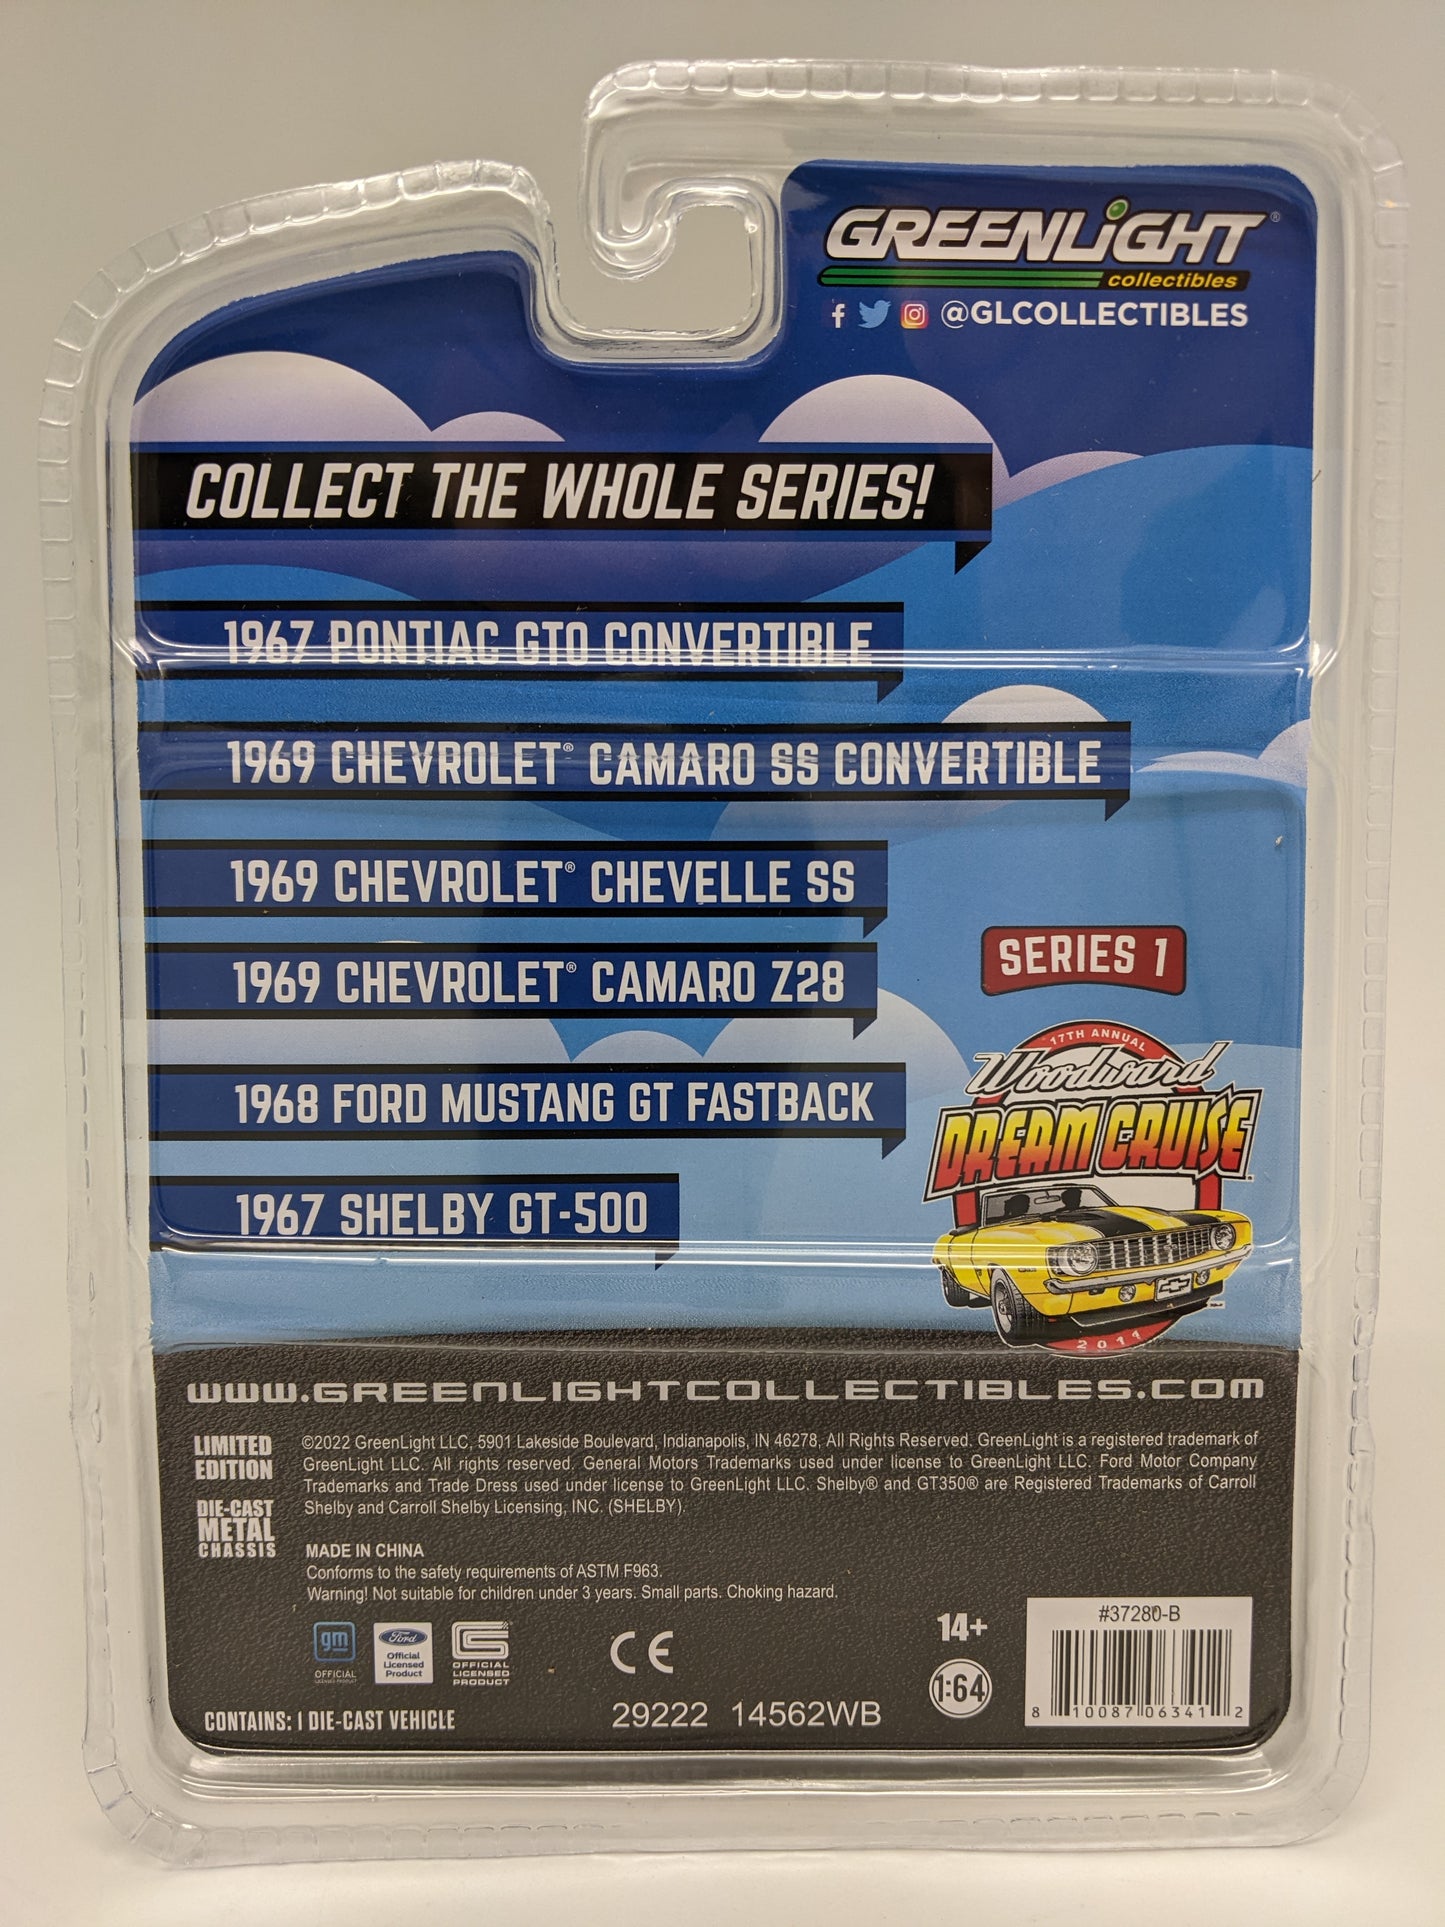 GREENLiGHT®
collectibles
@GLCOLLECTIBLES
COLLECT THE WHOLE SERIES!
1967 PONTIAC GTO CONVERTIBLE
1969 CHEVROLET® CAMARO SS CONVERTIBLE
1969 CHEVROLET® CHEVELLE SS
1969 CHEVROLET® CAMARO Z28
1968 FORD MUSTANG GT FASTBACK
1967 SHELBY GT-500
SERIES 1
17TH ANNUAL
Woodward
DREAM CRUISE
2011
www.GREENLIGHTCOLLECTIBLES.COM
LIMITED
EDITION
DIE-CAST
METAL
CHASSIS
©2022 GreenLight LLC, 5901 Lakeside Boulevard, Indianapolis, IN 46278, All Rights Reserved. GreenLight is a registered trademark of
GreenLight LLC. All rights reserved. General Motors Trademarks used under license to GreenLight LLC. Ford Motor Company
Trademarks and Trade Dress used under license to GreenLight LLC. Shelby® and GT350® are Registered Trademarks of Carroll
Shelby and Carroll Shelby Licensing, INC. (SHELBY).
MADE IN CHINA
Conforms to the safety requirements of ASTM F963.
Warning! Not suitable for children under 3 years. Small parts. Choking hazard.
gm
OFFICIAL
LICENSED PRODUCT
Ford
Official
Licensed
Product
OFFICIAL
LICENSED
PRODUCT
CE
14+
1:64
#37280-B
8 10087 06341 2
CONTAINS: 1 DIE-CAST VEHICLE
29222 14562WB